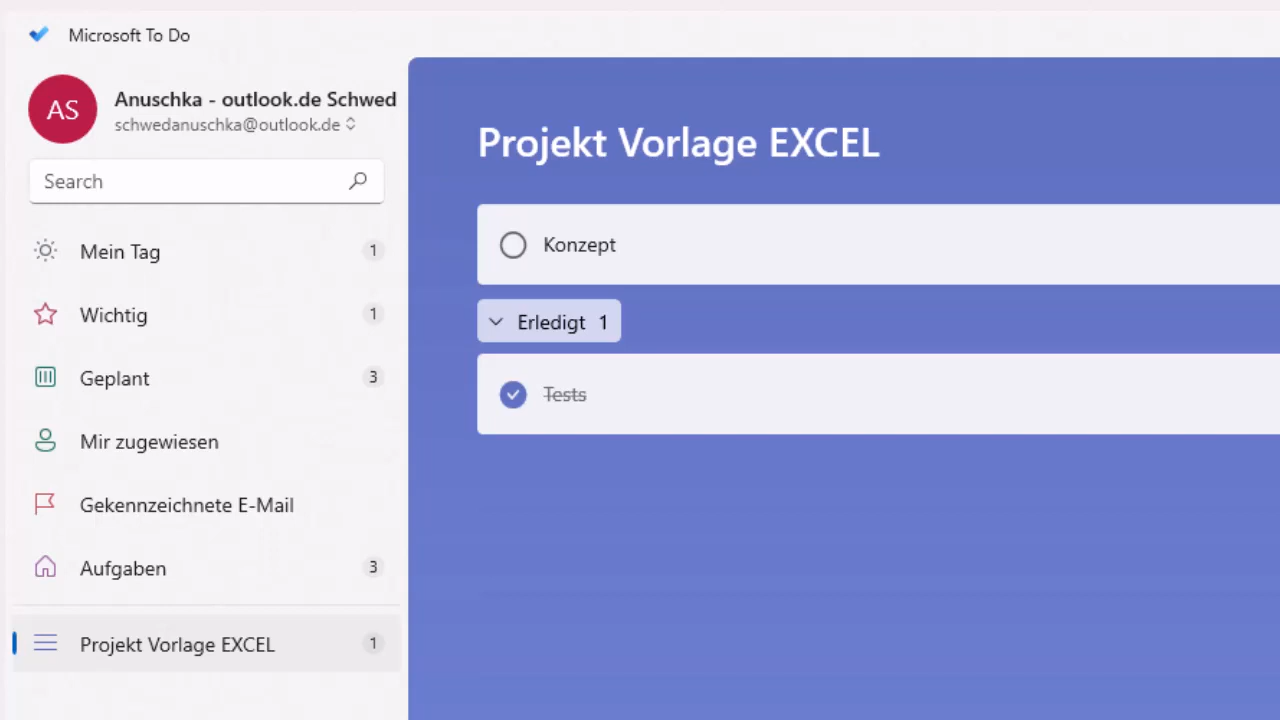 Microsoft To Do
AS
Anuschka - outlook.de Schwed
schwedanuschka@outlook.de
Search
Mein Tag 1
Wichtig 1
Geplant 3
Mir zugewiesen
Gekennzeichnete E-Mail
Aufgaben 3
Projekt Vorlage EXCEL 1
Projekt Vorlage EXCEL
Konzept
Erledigt 1
Tests